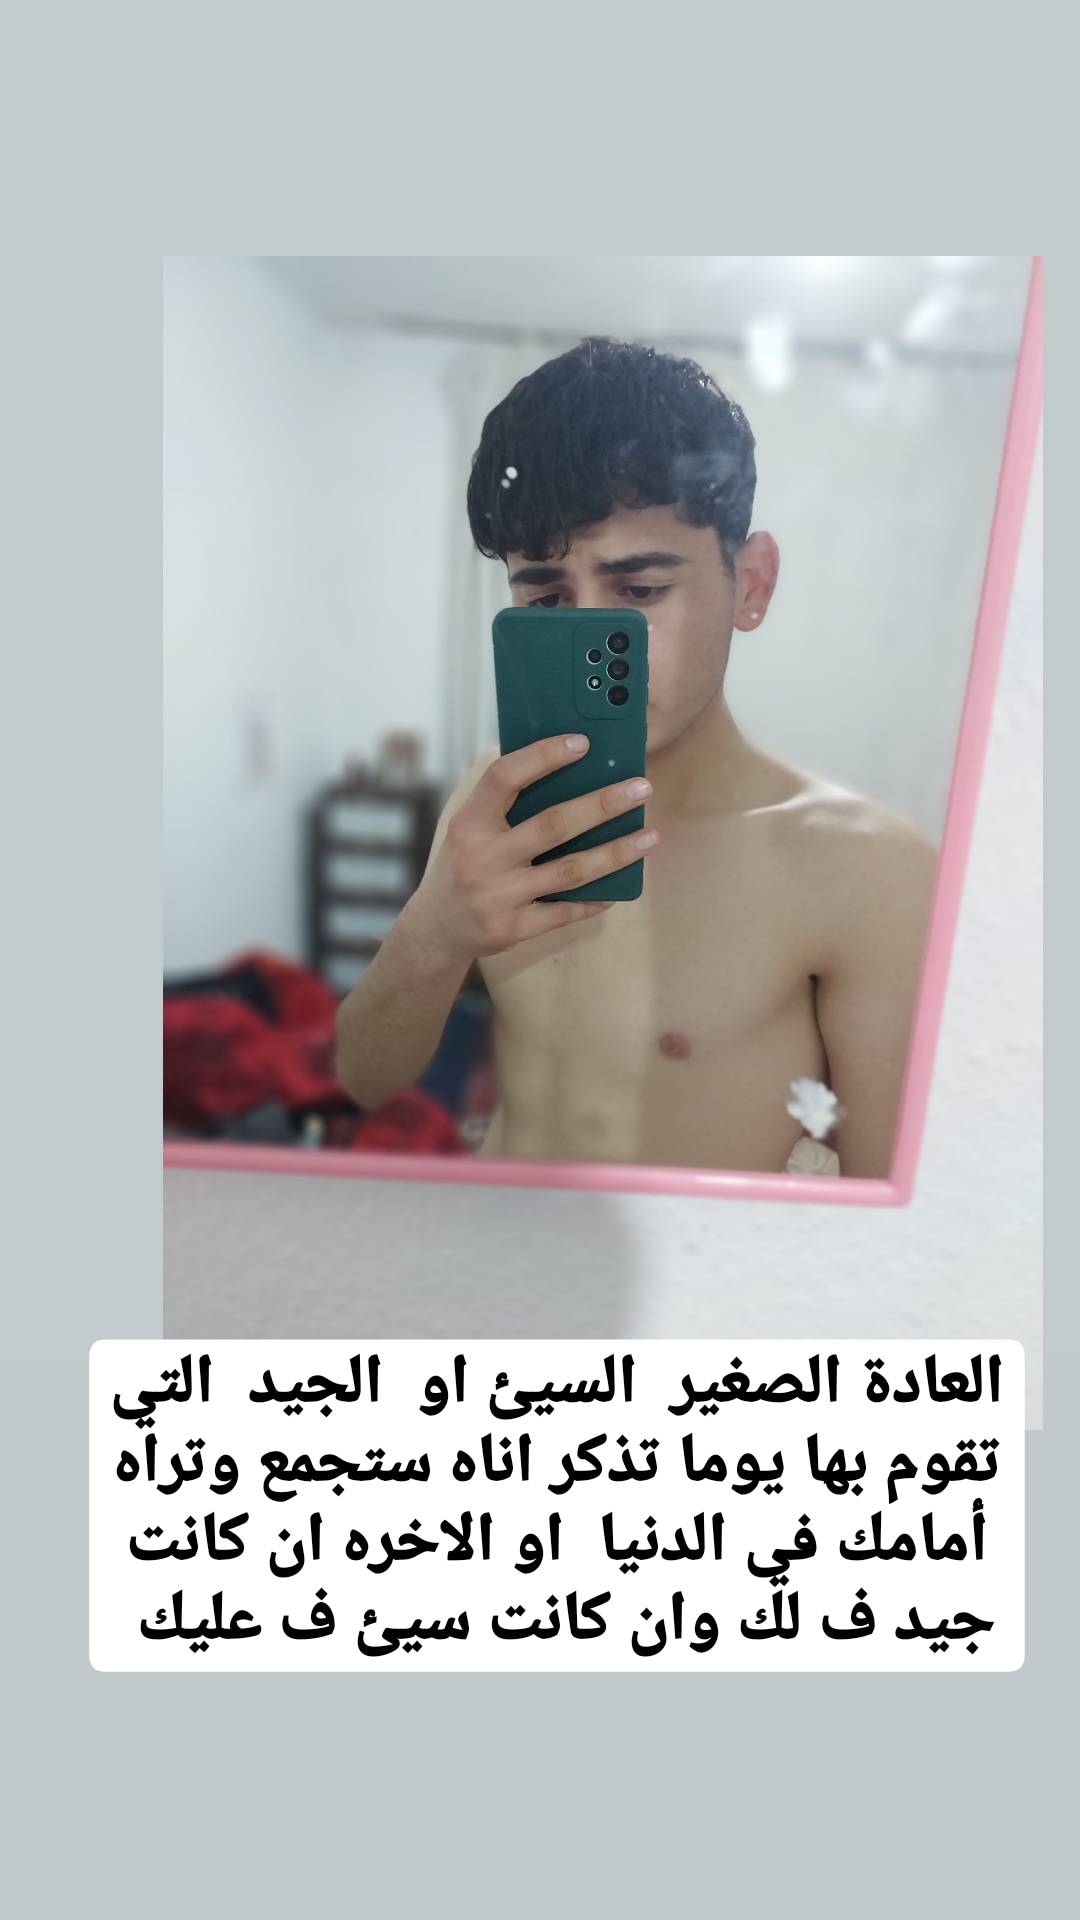 العادة الصغير السيئ او الجيد التي
تقوم بها يوما تذكر اناه ستجمع وتراه
أمامك في الدنيا او الاخره ان كانت
جيد ف لك وان كانت سيئ ف عليك